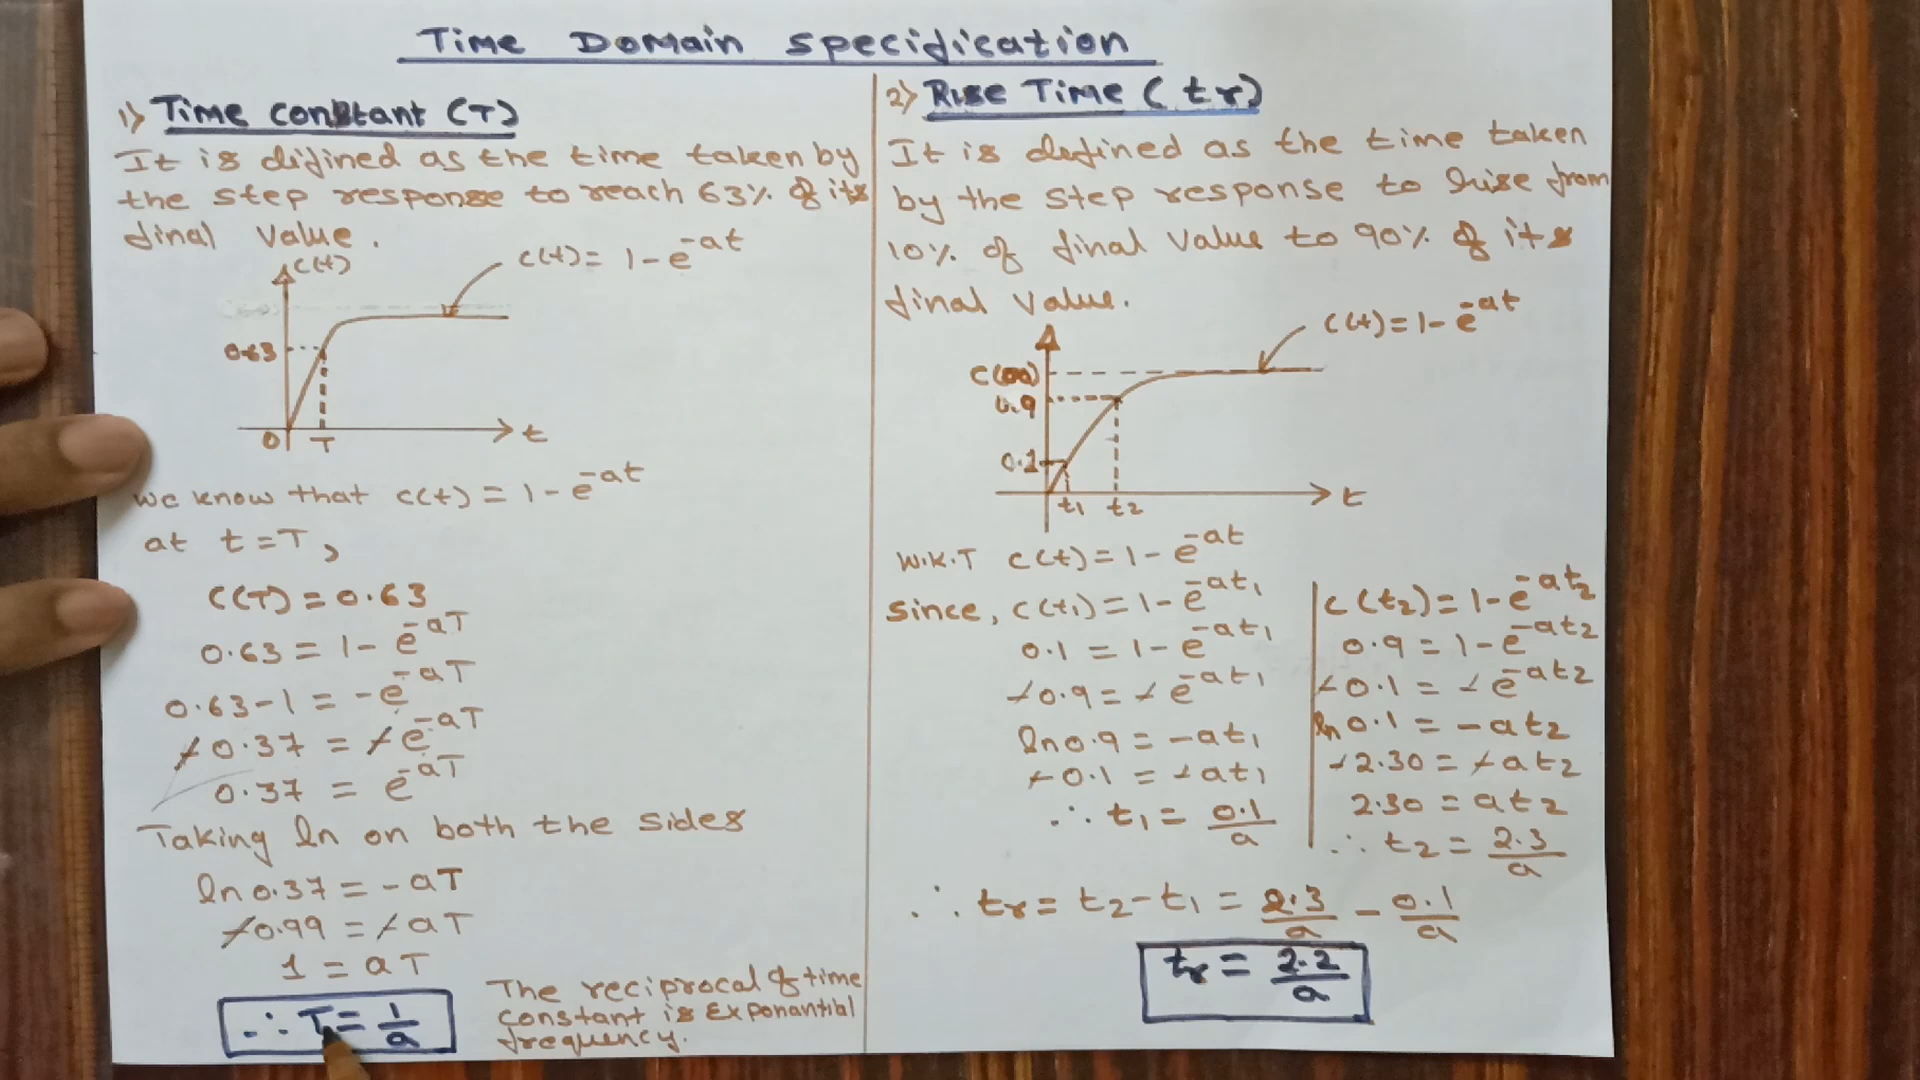 Time Domain Specification
1) Time constant (T)
It is difined as the time taken by
the step response to reach 63% of its
final value.
c(t)
c(t) = 1 - e^-at
0.63
0
T
t
we know that c(t) = 1 - e^-at
at t = T,
c(T) = 0.63
0.63 = 1 - e^-aT
0.63 - 1 = - e^-aT
-0.37 = - e^-aT
0.37 = e^-aT
Taking ln on both the sides
ln 0.37 = - aT
-0.99 = - aT
1 = aT
∴ T = 1/a
The reciprocal of time
constant is Exponantial
frequency.
2) Rise Time (tr)
It is defined as the time taken
by the step response to rise from
10% of final value to 90% of its
final value.
c(t) = 1 - e^-at
c(∞)
0.9
0.1
t1 t2
t
W.K.T c(t) = 1 - e^-at
since, c(t1) = 1 - e^-at1
0.1 = 1 - e^-at1
-0.9 = - e^-at1
ln 0.9 = - at1
-0.1 = - at1
∴ t1 = 0.1/a
c(t2) = 1 - e^-at2
0.9 = 1 - e^-at2
-0.1 = - e^-at2
ln 0.1 = - at2
-2.30 = - at2
2.30 = at2
∴ t2 = 2.3/a
∴ tr = t2 - t1 = 2.3/a - 0.1/a
tr = 2.2/a